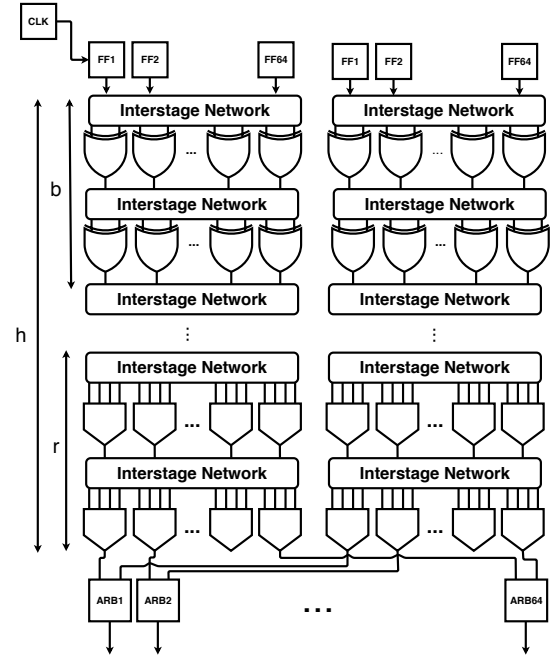 CLK
FF1 FF2 FF64 FF1 FF2 FF64
Interstage Network Interstage Network
... ...
b
Interstage Network Interstage Network
... ...
Interstage Network Interstage Network
h
Interstage Network Interstage Network
... ...
r
Interstage Network Interstage Network
... ...
ARB1 ARB2 ... ARB64